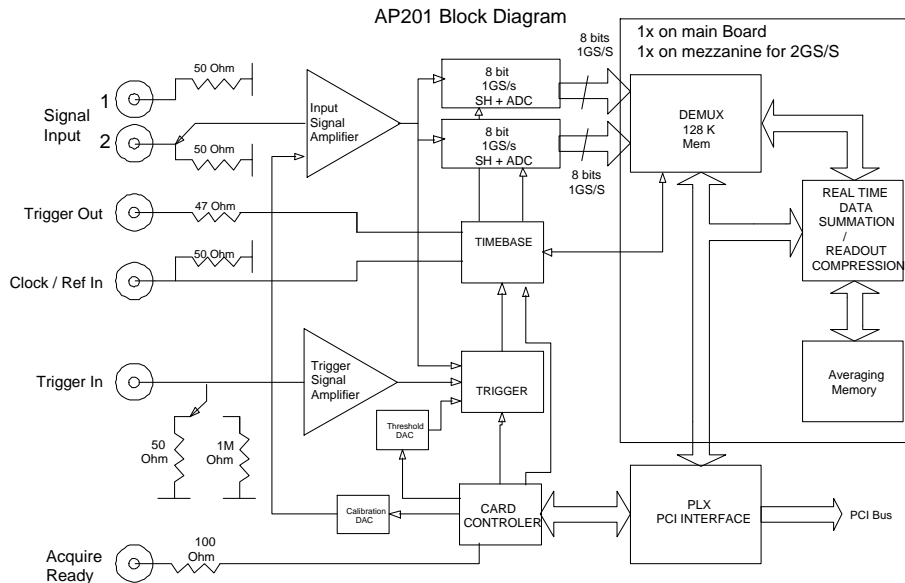 AP201 Block Diagram
1x on main Board
1x on mezzanine for 2GS/S
8 bits
1GS/s
50 Ohm
1
Signal
Input
2
50 Ohm
Input
Signal
Amplifier
8 bit
1GS/s
SH + ADC
8 bit
1GS/s
SH + ADC
8 bits
1GS/S
DEMUX
128 K
Mem
REAL TIME
DATA
SUMMATION
/
READOUT
COMPRESSION
Trigger Out
47 Ohm
TIMEBASE
50 Ohm
Clock / Ref In
Trigger In
Trigger
Signal
Amplifier
TRIGGER
Averaging
Memory
50
Ohm
1M
Ohm
Threshold
DAC
Calibration
DAC
CARD
CONTROLER
PLX
PCI INTERFACE
PCI Bus
Acquire
Ready
100
Ohm